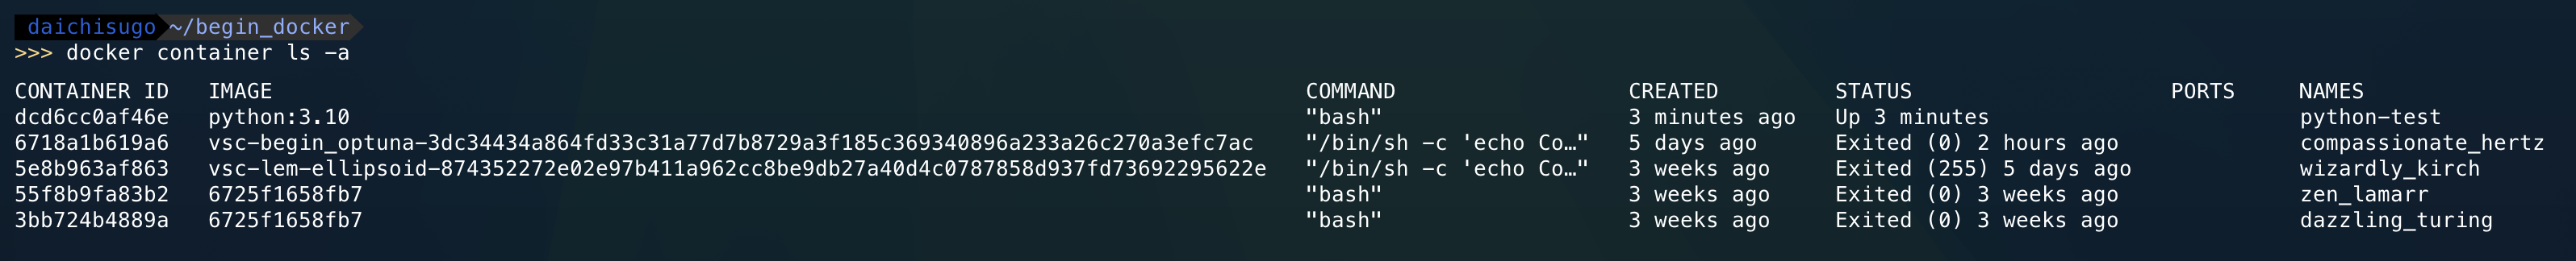 daichisugo ~/begin_docker
>>> docker container ls -a
CONTAINER ID IMAGE COMMAND CREATED STATUS PORTS NAMES
dcd6cc0af46e python:3.10 "bash" 3 minutes ago Up 3 minutes python-test
6718a1b619a6 vsc-begin_optuna-3dc34434a864fd33c31a77d7b8729a3f185c369340896a233a26c270a3efc7ac "/bin/sh -c 'echo Co…" 5 days ago Exited (0) 2 hours ago compassionate_hertz
5e8b963af863 vsc-lem-ellipsoid-874352272e02e97b411a962cc8be9db27a40d4c0787858d937fd73692295622e "/bin/sh -c 'echo Co…" 3 weeks ago Exited (255) 5 days ago wizardly_kirch
55f8b9fa83b2 6725f1658fb7 "bash" 3 weeks ago Exited (0) 3 weeks ago zen_lamarr
3bb724b4889a 6725f1658fb7 "bash" 3 weeks ago Exited (0) 3 weeks ago dazzling_turing